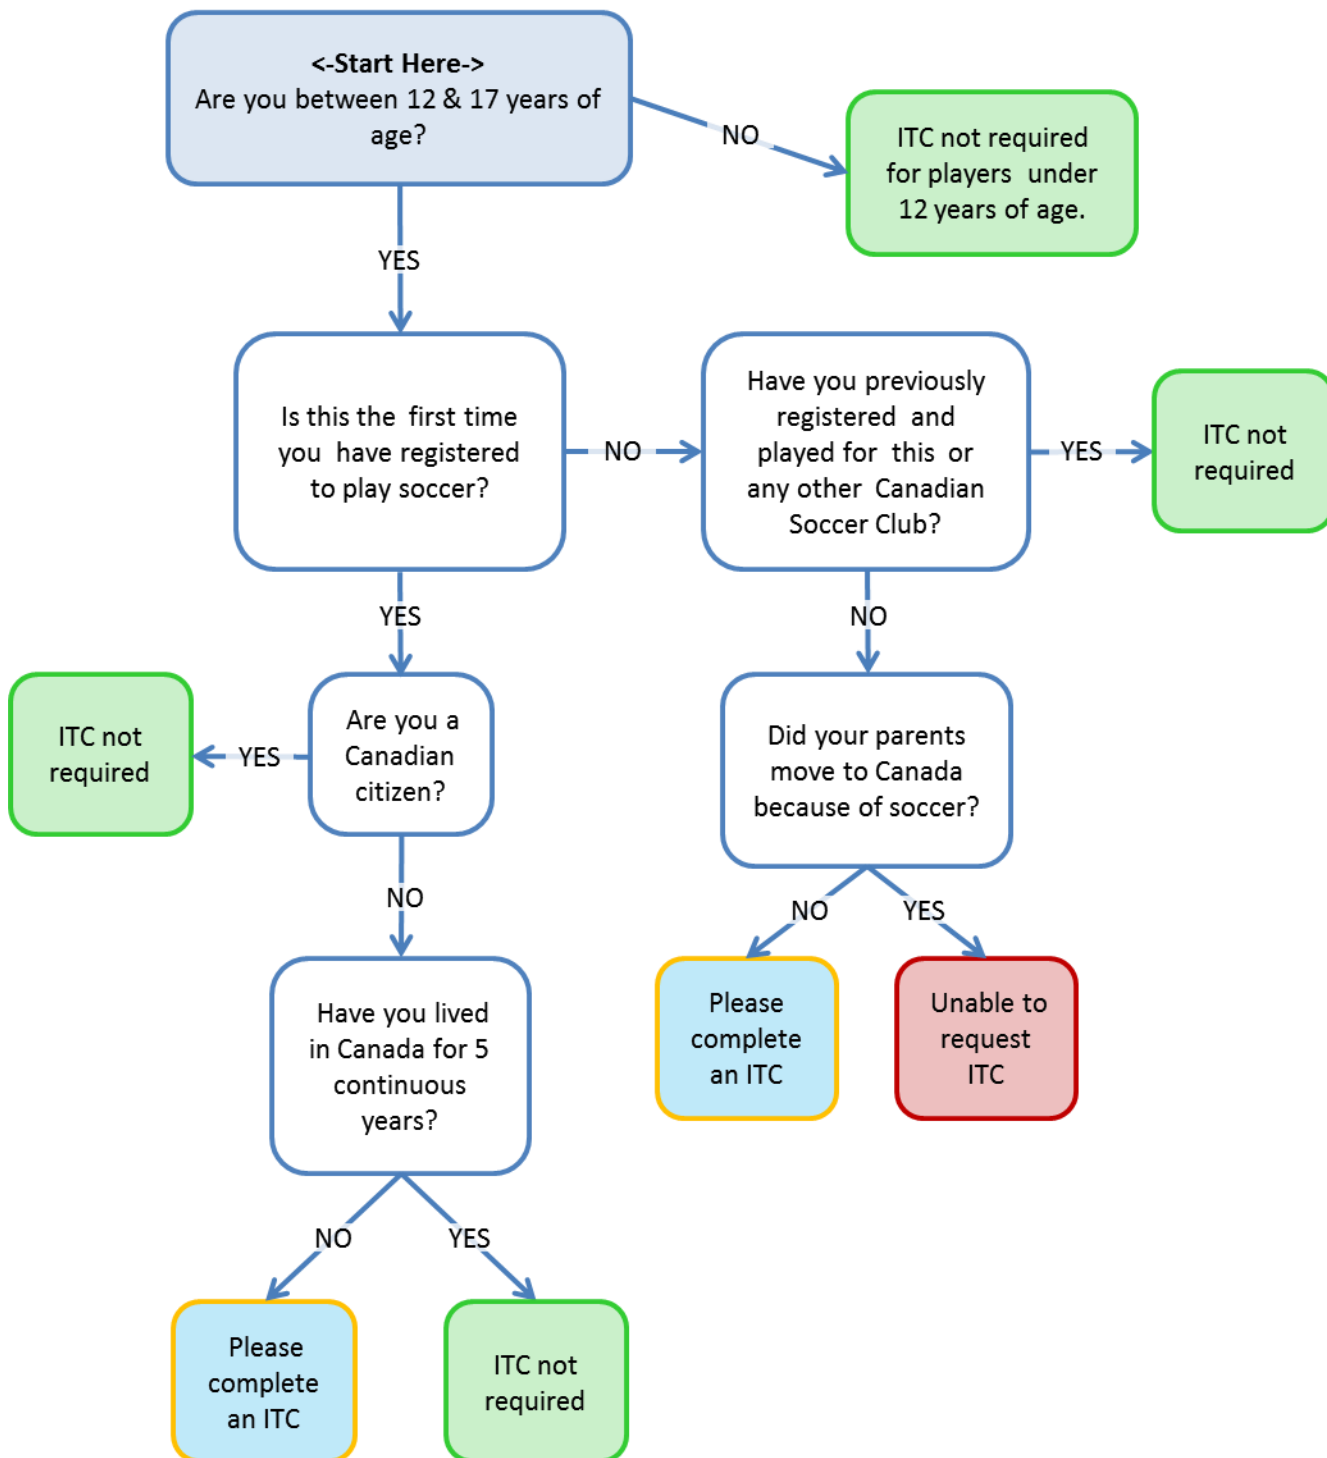 <-Start Here->
Are you between 12 & 17 years of
age?
NO
ITC not required
for players under
12 years of age.
YES
Is this the first time
you have registered
to play soccer?
NO
Have you previously
registered and
played for this or
any other Canadian
Soccer Club?
YES
ITC not
required
YES
NO
ITC not
required
YES
Are you a
Canadian
citizen?
Did your parents
move to Canada
because of soccer?
NO
NO
YES
Have you lived
in Canada for 5
continuous
years?
Please
complete
an ITC
Unable to
request
ITC
NO
YES
Please
complete
an ITC
ITC not
required